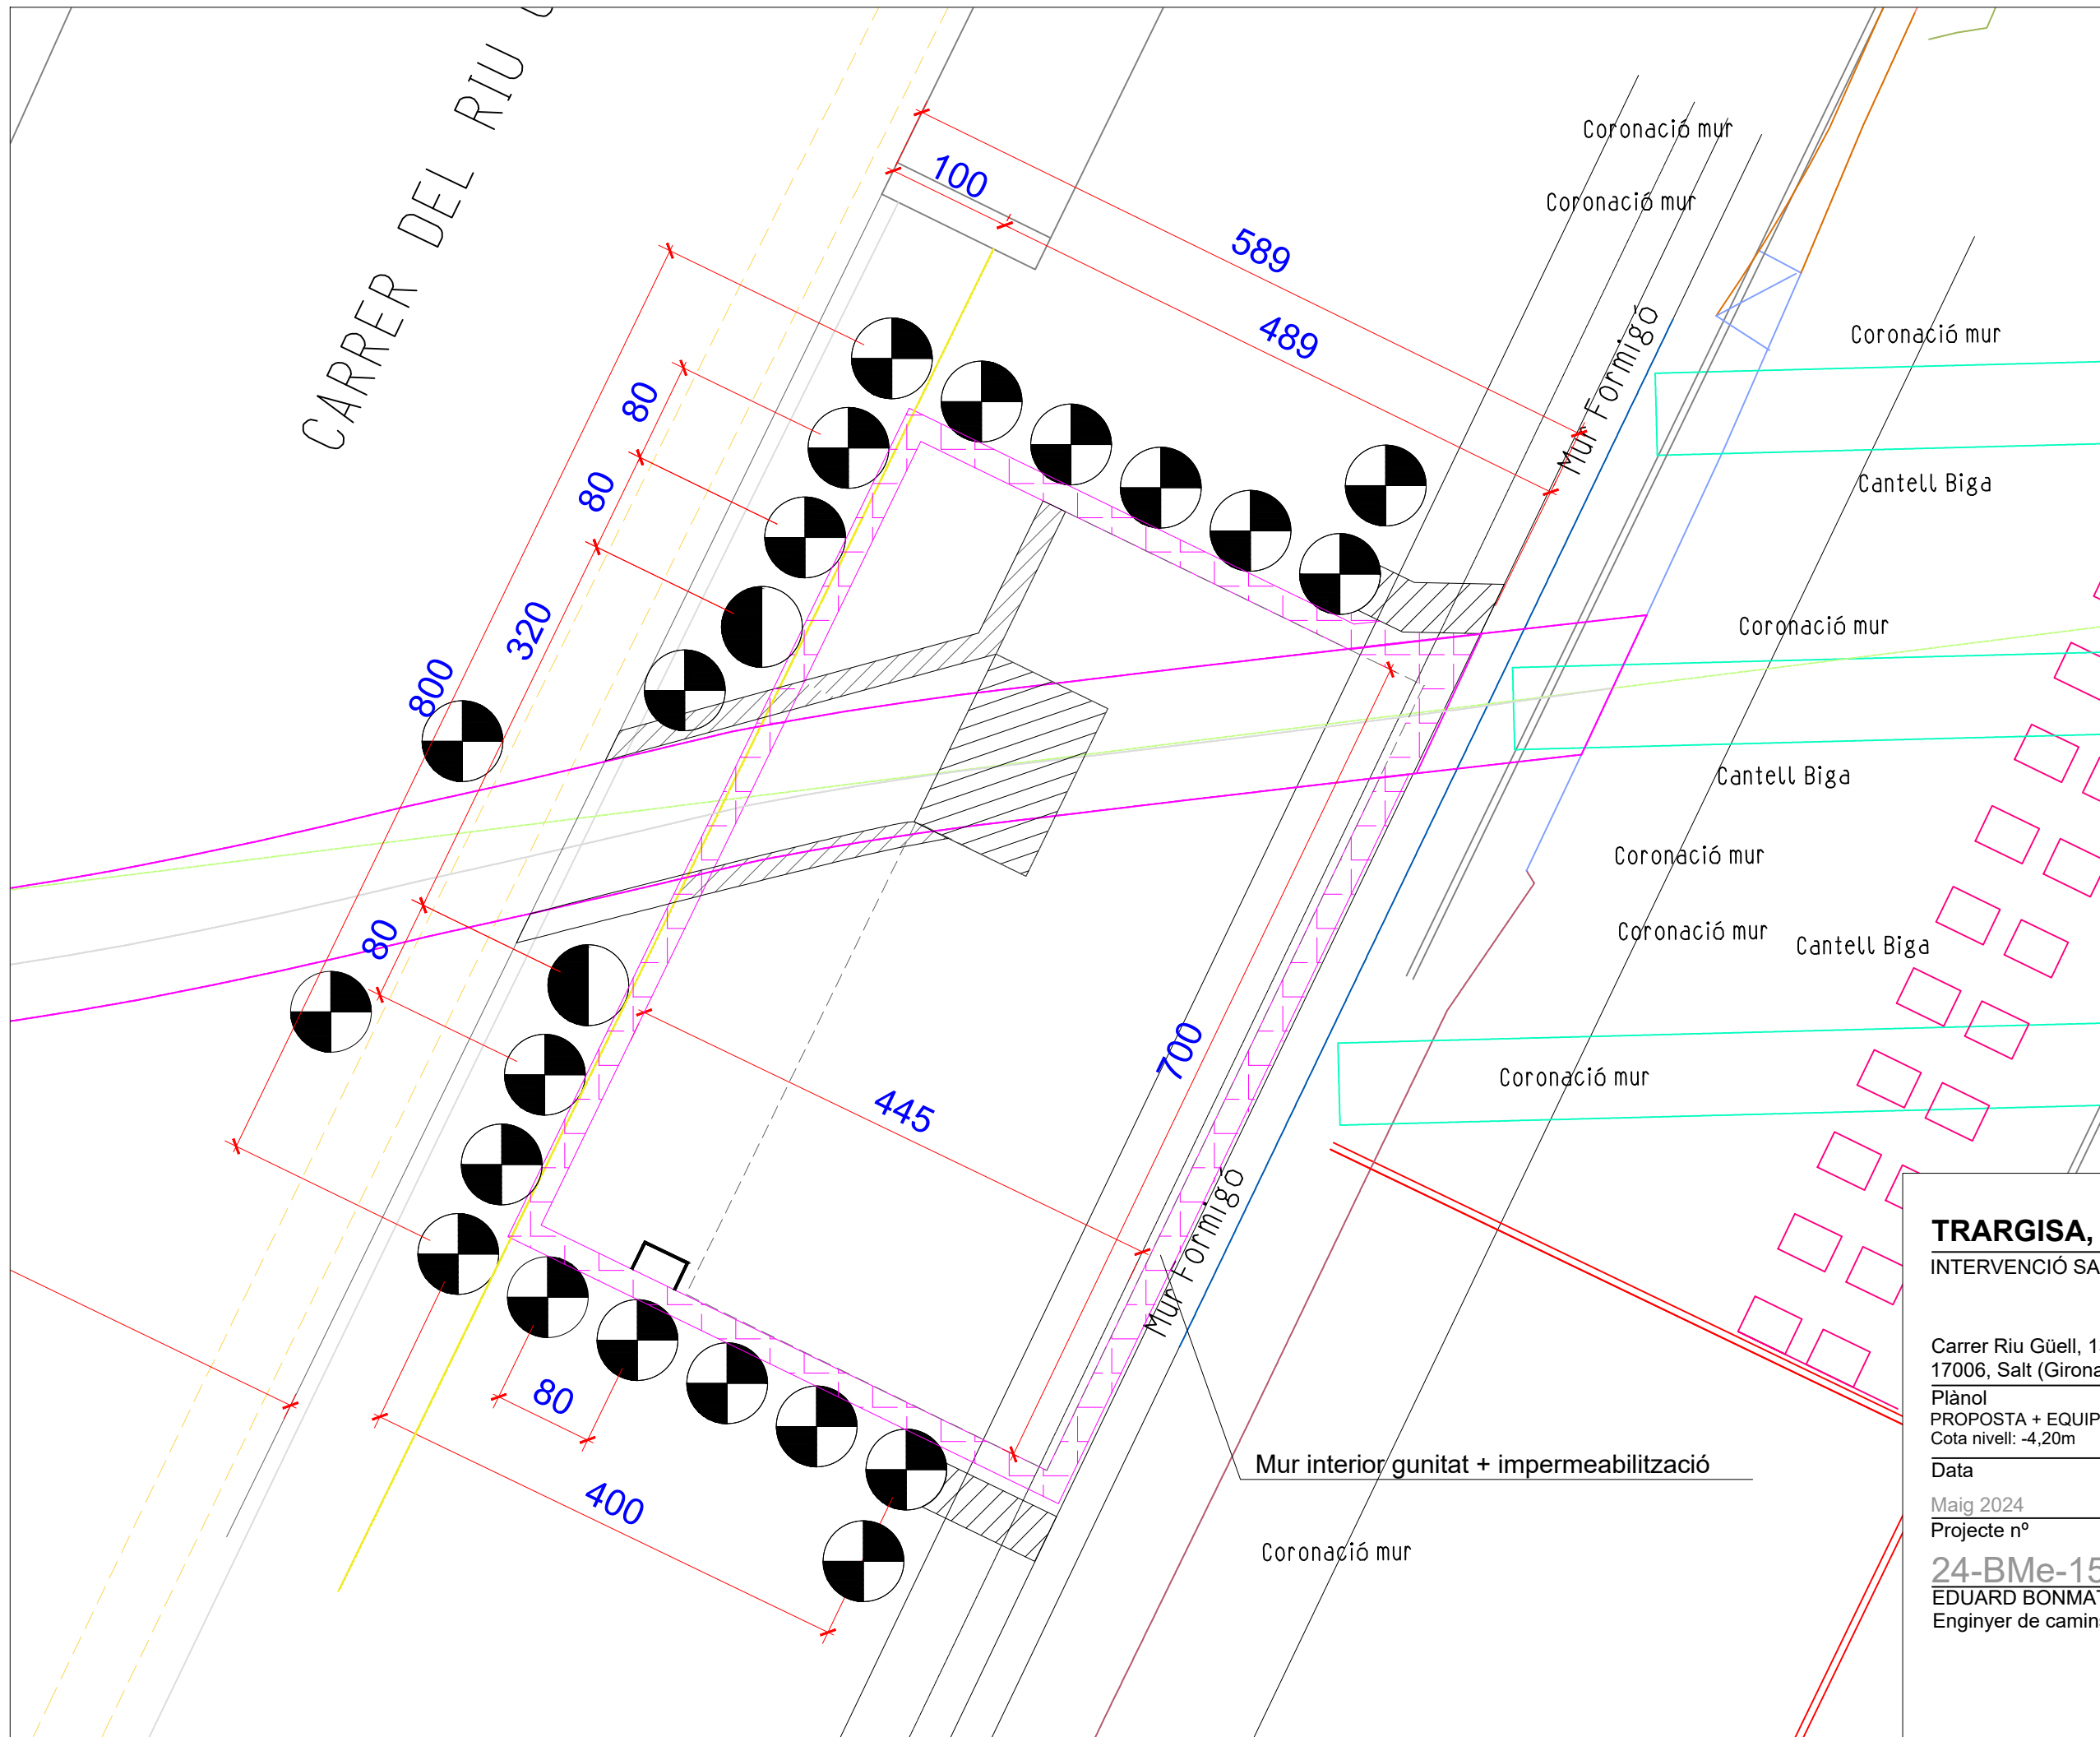 CARRER DEL RIU
Coronació mur
Coronació mur
100
589
489
Mur Formigó
Coronació mur
80
Cantell Biga
80
320
Coronació mur
800
Cantell Biga
Coronació mur
80
Coronació mur
Cantell Biga
700
445
Coronació mur
Mur Formigó
80
400
Mur interior gunitat + impermeabilització
Coronació mur
TRARGISA,
INTERVENCIÓ SA
Carrer Riu Güell, 1
17006, Salt (Girona
Plànol
PROPOSTA + EQUIP
Cota nivell: -4,20m
Data
Maig 2024
Projecte nº
24-BMe-15
EDUARD BONMAT
Enginyer de camin